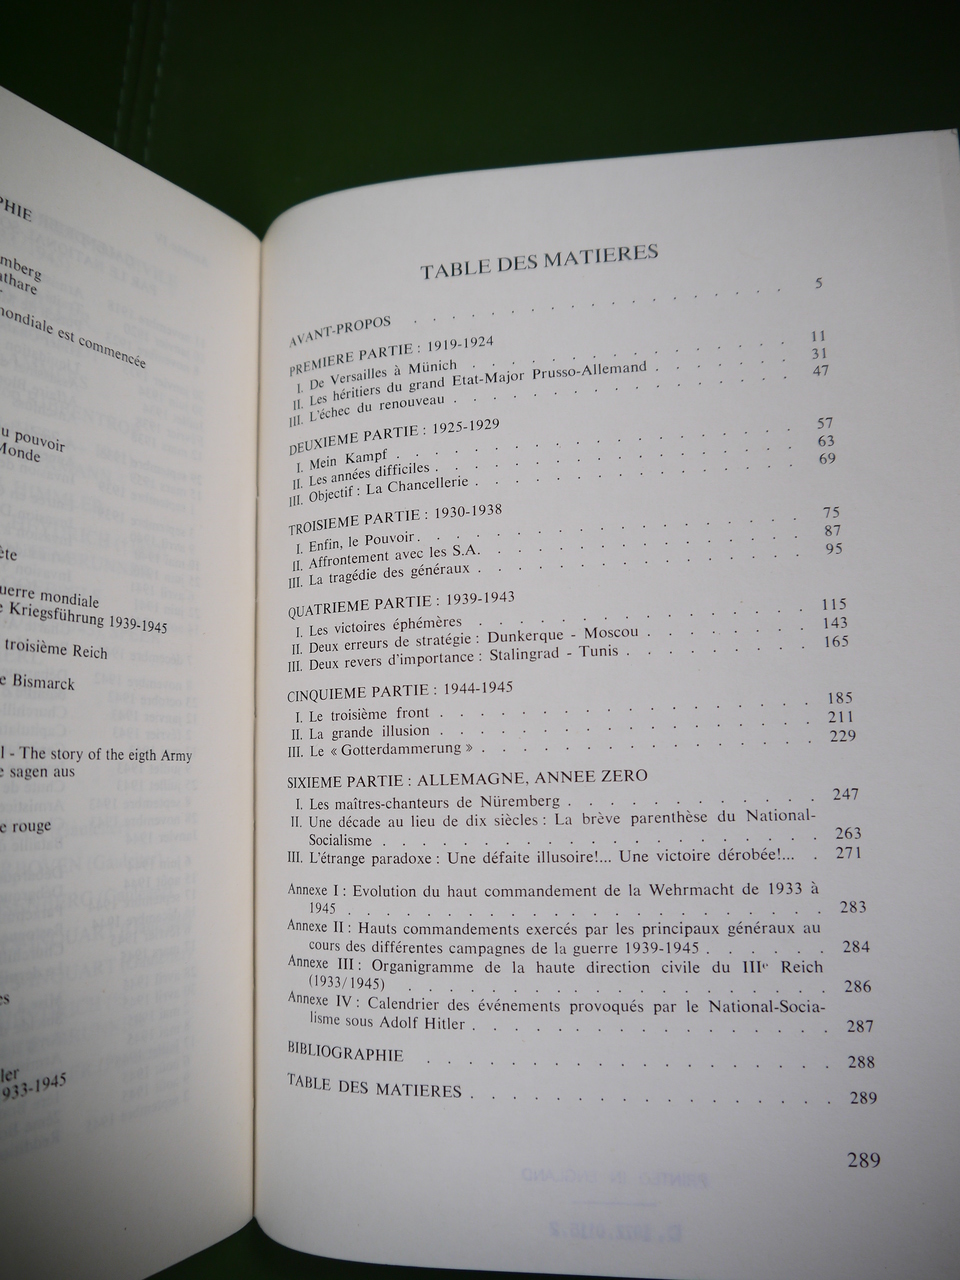 PHIE
mondiale est commencée
u pouvoir
Monde
uerre mondiale
e Kriegsführung 1939-1945
troisième Reich
e Bismarck
l - The story of the eigth Army
e sagen aus
e rouge
TABLE DES MATIERES
AVANT-PROPOS . . . . . . . . . . . . . . . 5
PREMIERE PARTIE : 1919-1924
I. De Versailles à Münich . . . . . . . . . . . . 11
II. Les héritiers du grand Etat-Major Prusso-Allemand . . . . . 31
III. L'échec du renouveau . . . . . . . . . . . . 47
DEUXIEME PARTIE : 1925-1929
I. Mein Kampf . . . . . . . . . . . . . . . 57
II. Les années difficiles . . . . . . . . . . . . . 63
III. Objectif : La Chancellerie . . . . . . . . . . . 69
TROISIEME PARTIE : 1930-1938
I. Enfin, le Pouvoir . . . . . . . . . . . . . . 75
II. Affrontement avec les S.A. . . . . . . . . . . . 87
III. La tragédie des généraux . . . . . . . . . . . 95
QUATRIEME PARTIE : 1939-1943
I. Les victoires éphémères . . . . . . . . . . . . 115
II. Deux erreurs de stratégie : Dunkerque - Moscou . . . . . . 143
III. Deux revers d'importance : Stalingrad - Tunis . . . . . . 165
CINQUIEME PARTIE : 1944-1945
I. Le troisième front . . . . . . . . . . . . . 185
II. La grande illusion . . . . . . . . . . . . . 211
III. Le « Gotterdammerung » . . . . . . . . . . . 229
SIXIEME PARTIE : ALLEMAGNE, ANNEE ZERO
I. Les maîtres-chanteurs de Nüremberg . . . . . . . . 247
II. Une décade au lieu de dix siècles : La brève parenthèse du National-
Socialisme . . . . . . . . . . . . . . . 263
III. L'étrange paradoxe : Une défaite illusoire!... Une victoire dérobée!... . 271
Annexe I : Evolution du haut commandement de la Wehrmacht de 1933 à
1945 . . . . . . . . . . . . . . . . . 283
Annexe II : Hauts commandements exercés par les principaux généraux au
cours des différentes campagnes de la guerre 1939-1945 . . . . . 284
Annexe III : Organigramme de la haute direction civile du IIIe Reich
(1933/1945) . . . . . . . . . . . . . . . 286
Annexe IV : Calendrier des événements provoqués par le National-Socia-
lisme sous Adolf Hitler . . . . . . . . . . . . . 287
BIBLIOGRAPHIE . . . . . . . . . . . . . . 288
TABLE DES MATIERES . . . . . . . . . . . . . 289
289